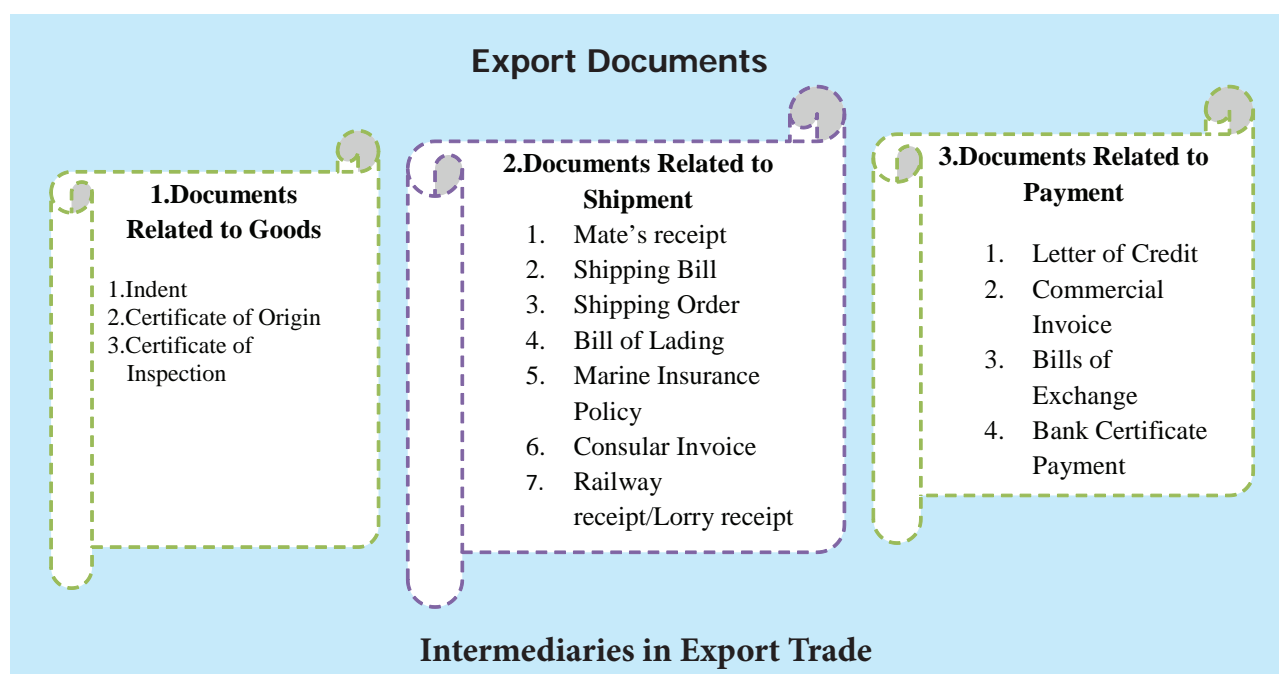 Export Documents
1.Documents
Related to Goods
1.Indent
2.Certificate of Origin
3.Certificate of
Inspection
2.Documents Related to
Shipment
1. Mate’s receipt
2. Shipping Bill
3. Shipping Order
4. Bill of Lading
5. Marine Insurance
Policy
6. Consular Invoice
7. Railway
receipt/Lorry receipt
3.Documents Related to
Payment
1. Letter of Credit
2. Commercial
Invoice
3. Bills of
Exchange
4. Bank Certificate
Payment
Intermediaries in Export Trade